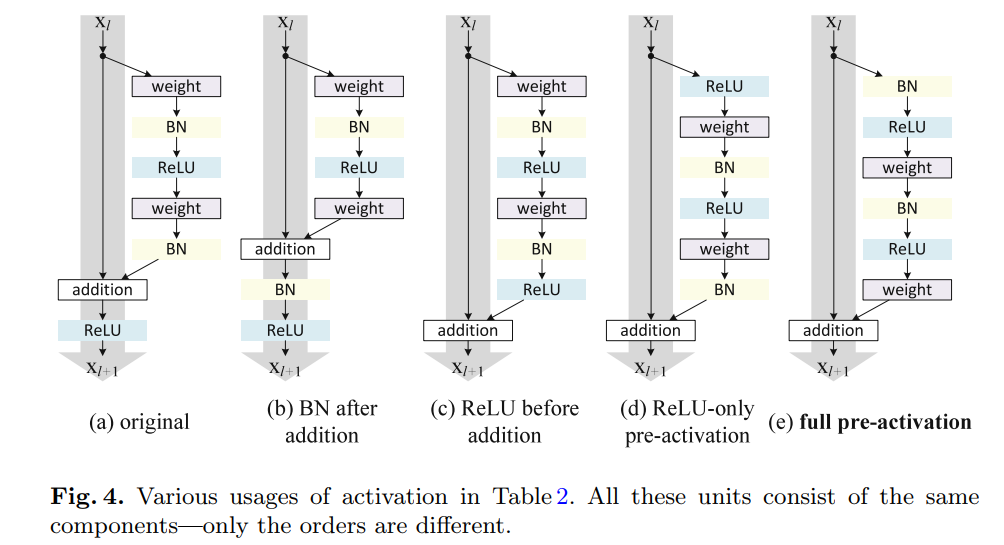 x_l
weight
BN
ReLU
weight
BN
addition
ReLU
x_{l+1}
(a) original
x_l
weight
BN
ReLU
weight
addition
BN
ReLU
x_{l+1}
(b) BN after
addition
x_l
weight
BN
ReLU
weight
BN
ReLU
addition
x_{l+1}
(c) ReLU before
addition
x_l
ReLU
weight
BN
ReLU
weight
BN
addition
x_{l+1}
(d) ReLU-only
pre-activation
x_l
BN
ReLU
weight
BN
ReLU
weight
addition
x_{l+1}
(e) full pre-activation
Fig. 4. Various usages of activation in Table 2. All these units consist of the same
components—only the orders are different.